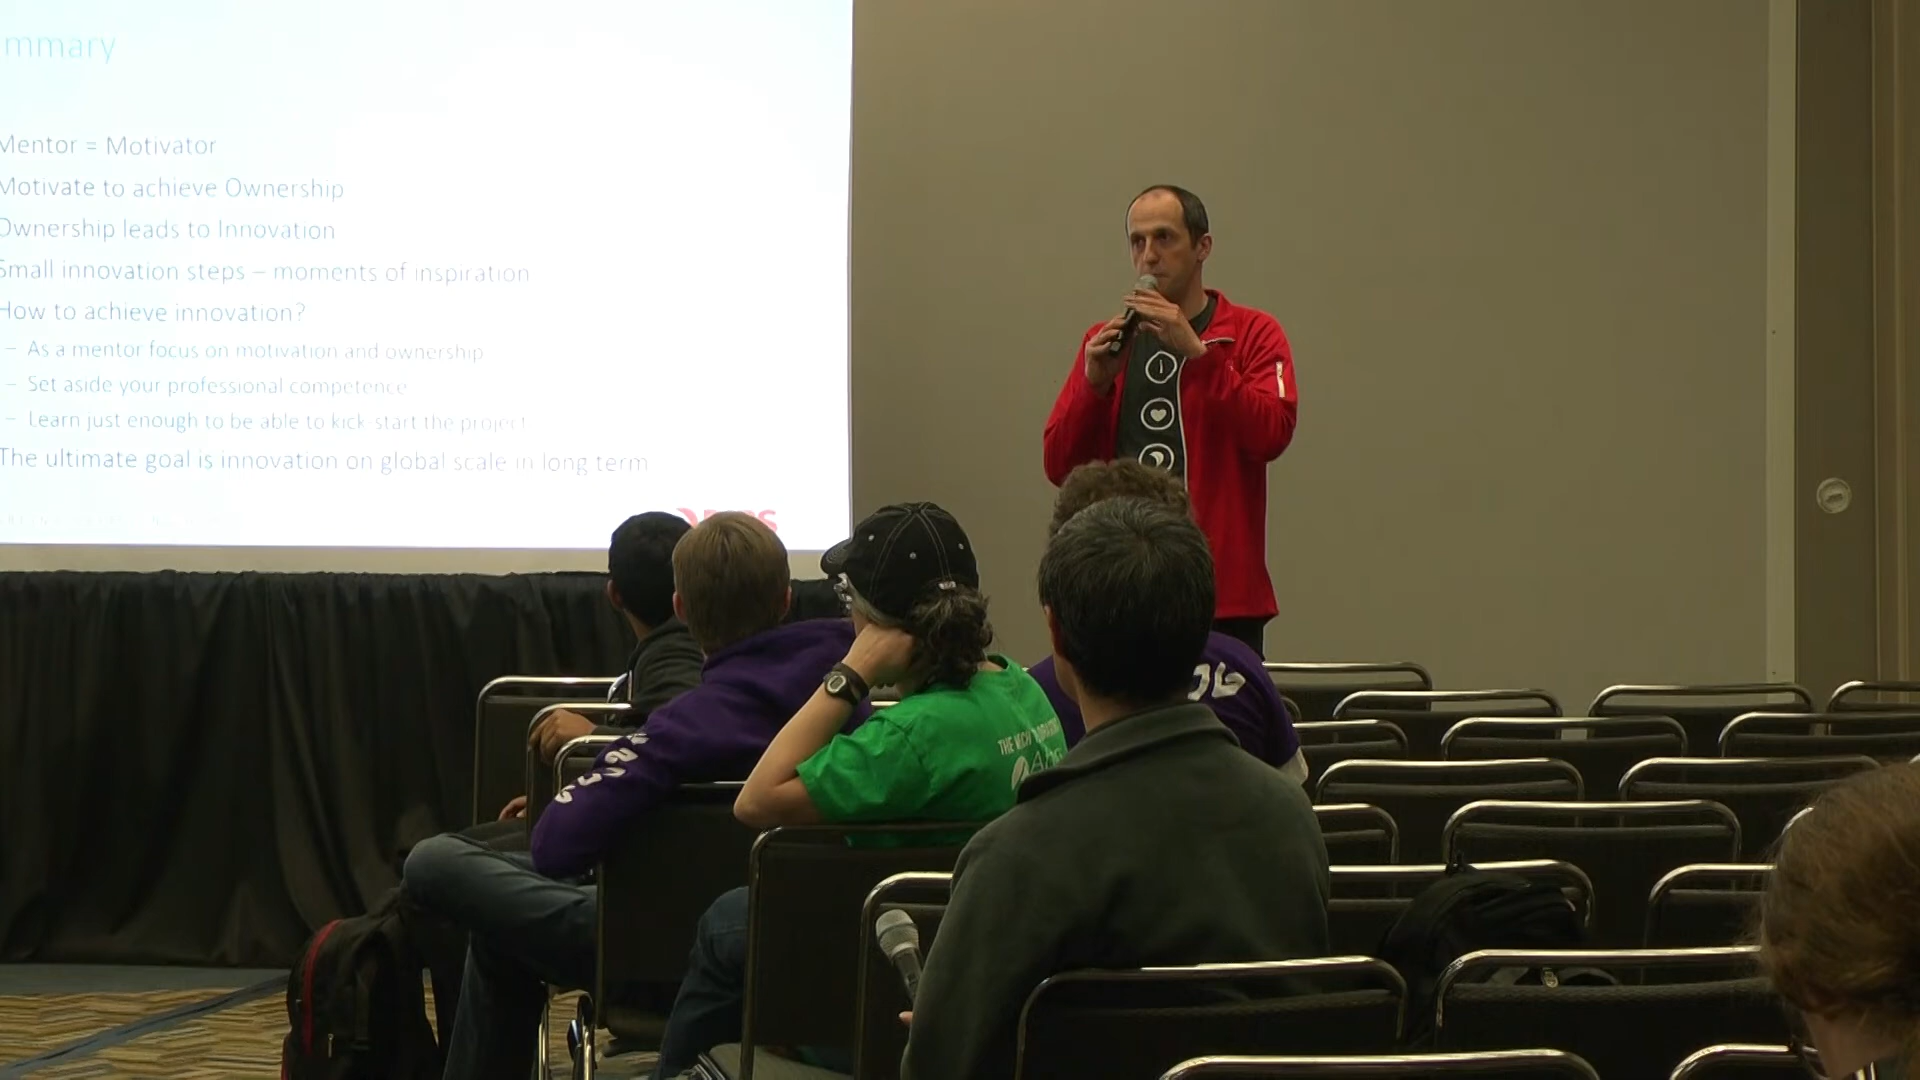 mmary
Mentor = Motivator
Motivate to achieve Ownership
Ownership leads to Innovation
Small innovation steps – moments of inspiration
How to achieve innovation?
– As a mentor focus on motivation and ownership
– Set aside your professional competence
– Learn just enough to be able to kick start the project
The ultimate goal is innovation on global scale in long term
THE